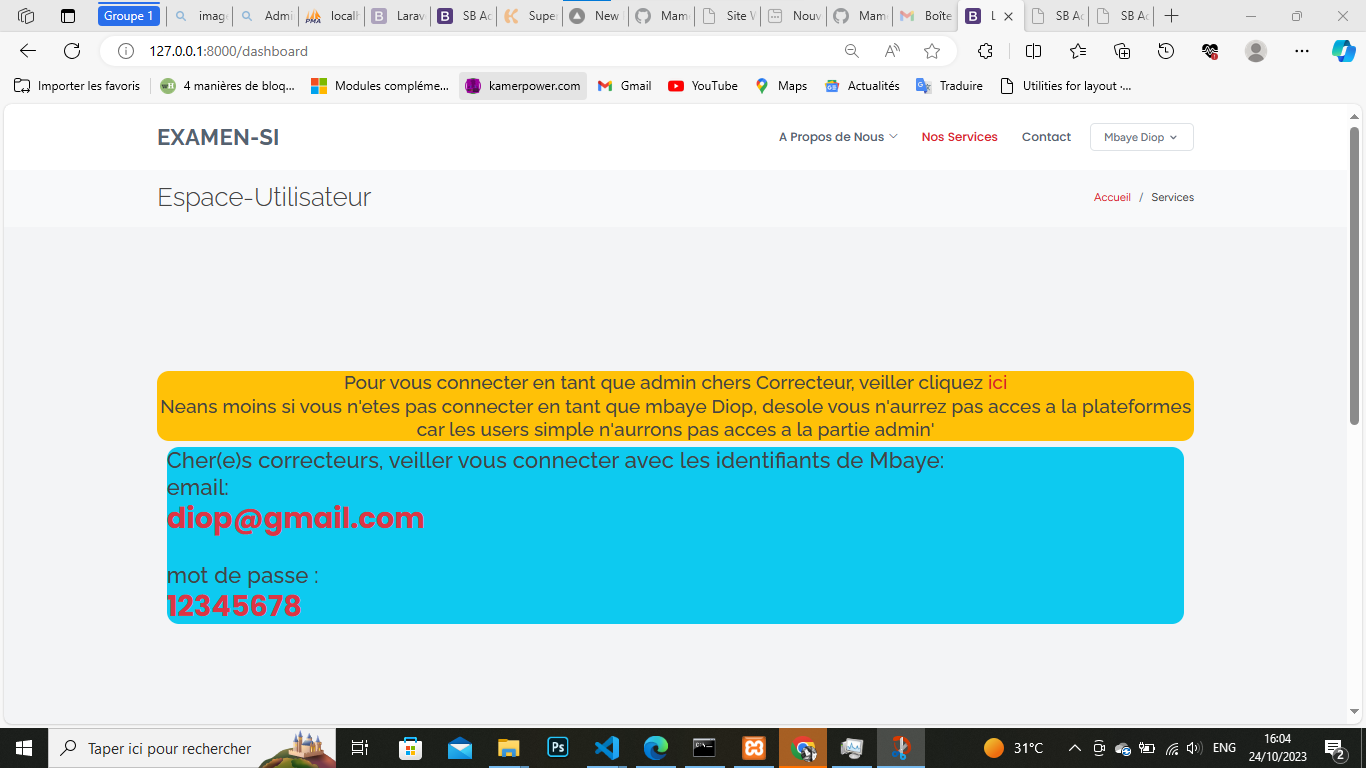 Groupe 1
imag
Admi
localh
Larav
SB Ac
Supe
New
Mam
Site V
Nouv
Mam
Boîte
L
SB Ac
SB Ac
127.0.0.1:8000/dashboard
Importer les favoris
4 manières de bloq...
Modules compléme...
kamerpower.com
Gmail
YouTube
Maps
Actualités
Traduire
Utilities for layout ·...
EXAMEN-SI
A Propos de Nous
Nos Services
Contact
Mbaye Diop
Espace-Utilisateur
Accueil / Services
Pour vous connecter en tant que admin chers Correcteur, veiller cliquez ici
Neans moins si vous n'etes pas connecter en tant que mbaye Diop, desole vous n'aurrez pas acces a la plateformes
car les users simple n'aurrons pas acces a la partie admin'
Cher(e)s correcteurs, veiller vous connecter avec les identifiants de Mbaye:
email:
diop@gmail.com
mot de passe :
12345678
Taper ici pour rechercher
31°C
ENG
16:04
24/10/2023
2